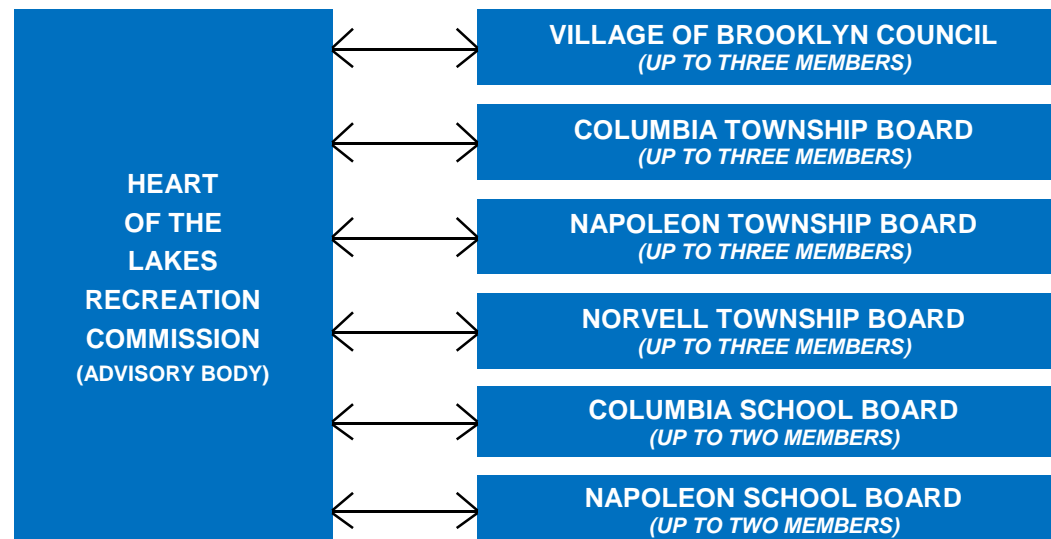 HEART
OF THE
LAKES
RECREATION
COMMISSION
(ADVISORY BODY)
VILLAGE OF BROOKLYN COUNCIL
(UP TO THREE MEMBERS)
COLUMBIA TOWNSHIP BOARD
(UP TO THREE MEMBERS)
NAPOLEON TOWNSHIP BOARD
(UP TO THREE MEMBERS)
NORVELL TOWNSHIP BOARD
(UP TO THREE MEMBERS)
COLUMBIA SCHOOL BOARD
(UP TO TWO MEMBERS)
NAPOLEON SCHOOL BOARD
(UP TO TWO MEMBERS)